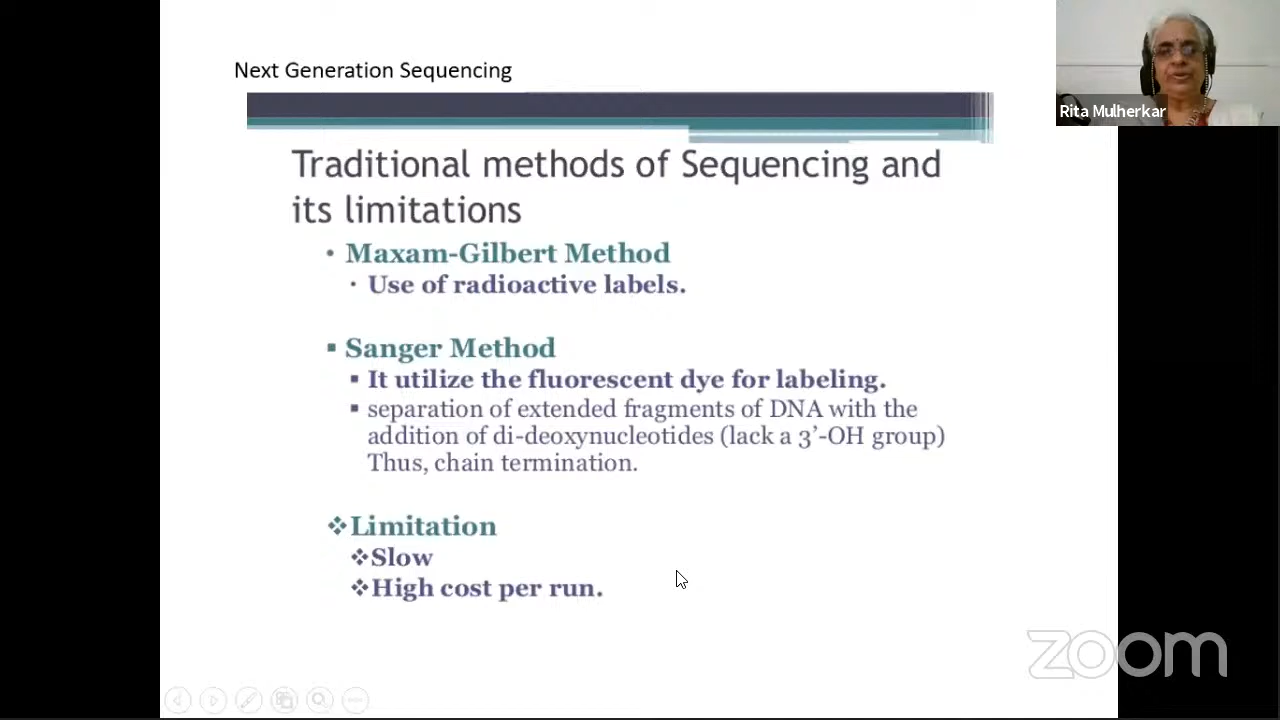 Next Generation Sequencing
Rita Mulherkar
Traditional methods of Sequencing and
its limitations
• Maxam-Gilbert Method
• Use of radioactive labels.
▪ Sanger Method
▪ It utilize the fluorescent dye for labeling.
▪ separation of extended fragments of DNA with the
addition of di-deoxynucleotides (lack a 3’-OH group)
Thus, chain termination.
❖Limitation
❖Slow
❖High cost per run.
zoom